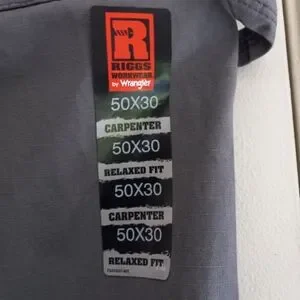 R
RIGGS
WORKWEAR
by Wrangler
50X30
CARPENTER
50X30
RELAXED FIT
50X30
CARPENTER
50X30
RELAXED FIT